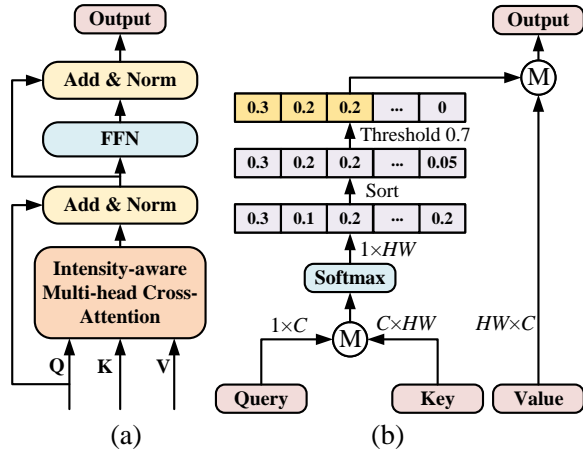 Output
Add & Norm
FFN
Add & Norm
Intensity-aware
Multi-head Cross-
Attention
Q
K
V
(a)
Output
M
0.3 0.2 0.2 ... 0
Threshold 0.7
0.3 0.2 0.2 ... 0.05
Sort
0.3 0.1 0.2 ... 0.2
1×HW
Softmax
1×C
M
C×HW
HW×C
Query
Key
Value
(b)